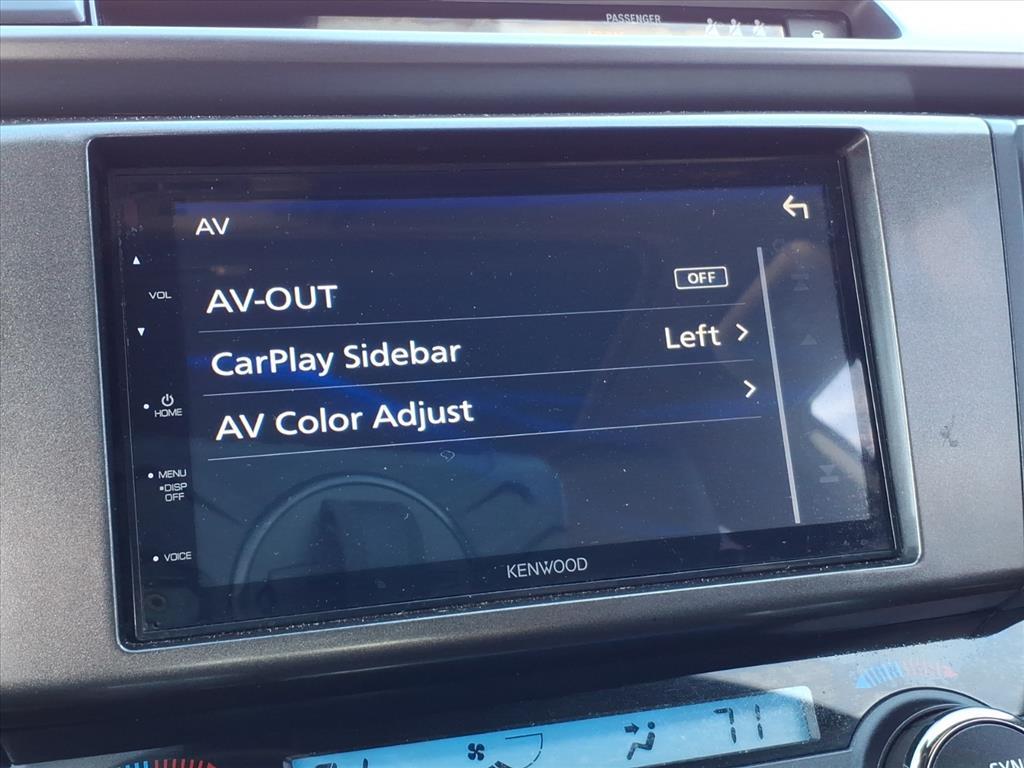 PASSENGER
AV
VOL
AV-OUT OFF
CarPlay Sidebar Left
HOME
AV Color Adjust
MENU
DISP
OFF
VOICE
KENWOOD
71
SYN